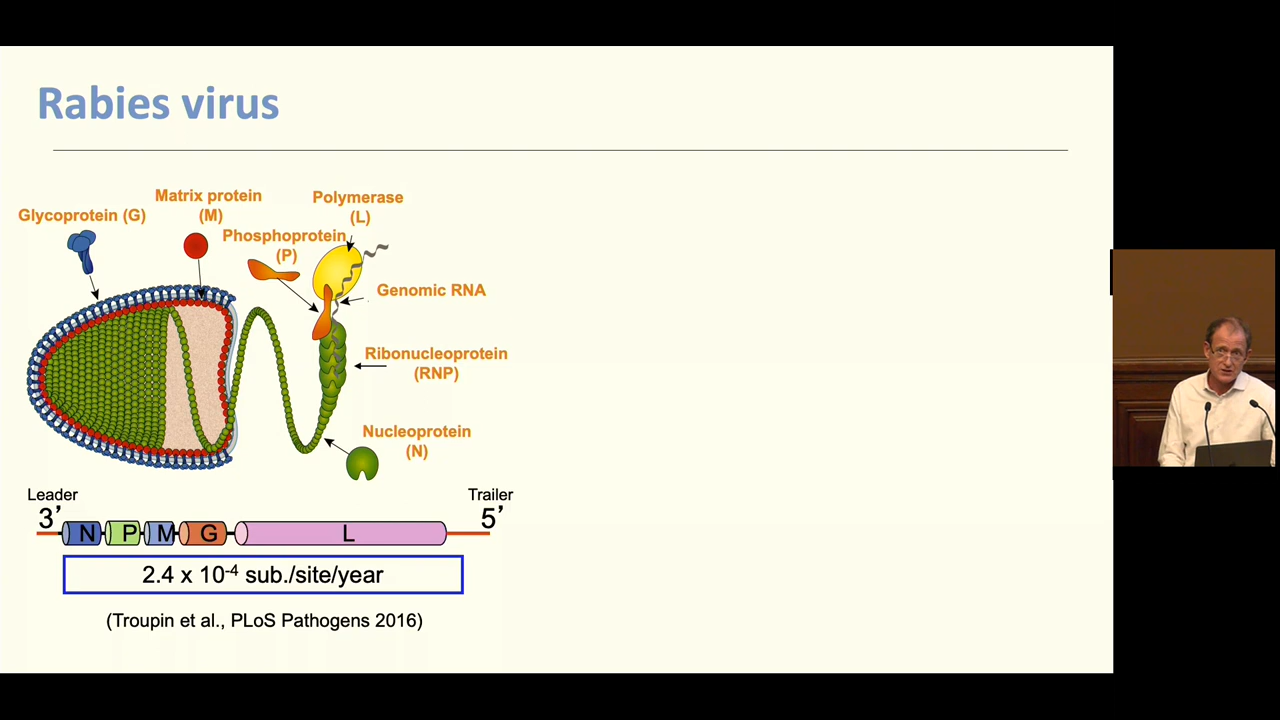 Rabies virus
Glycoprotein (G)
Matrix protein
(M)
Phosphoprotein
(P)
Polymerase
(L)
Genomic RNA
Ribonucleoprotein
(RNP)
Nucleoprotein
(N)
Leader
Trailer
3’
5’
N P M G L
2.4 x 10-4 sub./site/year
(Troupin et al., PLoS Pathogens 2016)